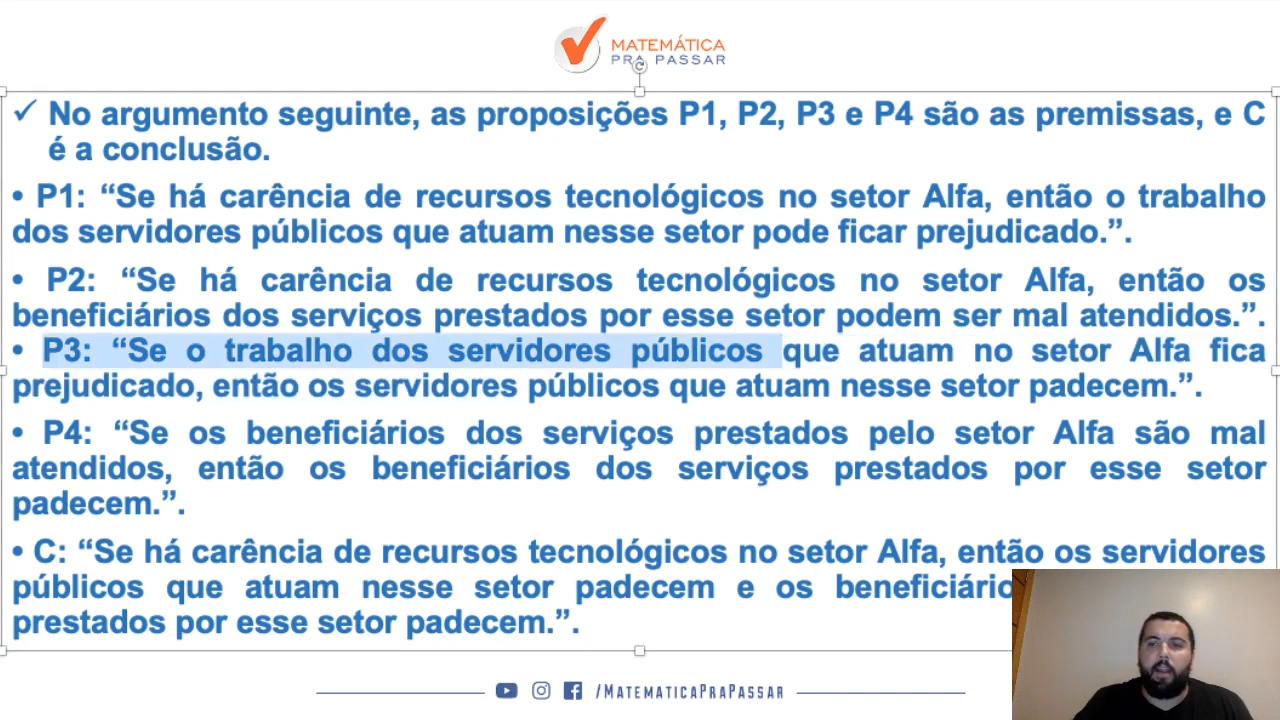 MATEMÁTICA
PRA PASSAR
✓ No argumento seguinte, as proposições P1, P2, P3 e P4 são as premissas, e C
é a conclusão.
• P1: “Se há carência de recursos tecnológicos no setor Alfa, então o trabalho
dos servidores públicos que atuam nesse setor pode ficar prejudicado.”.
• P2: “Se há carência de recursos tecnológicos no setor Alfa, então os
beneficiários dos serviços prestados por esse setor podem ser mal atendidos.”.
• P3: “Se o trabalho dos servidores públicos que atuam no setor Alfa fica
prejudicado, então os servidores públicos que atuam nesse setor padecem.”.
• P4: “Se os beneficiários dos serviços prestados pelo setor Alfa são mal
atendidos, então os beneficiários dos serviços prestados por esse setor
padecem.”.
• C: “Se há carência de recursos tecnológicos no setor Alfa, então os servidores
públicos que atuam nesse setor padecem e os
prestados por esse setor padecem.”.
/MATEMATICAPRAPASSAR